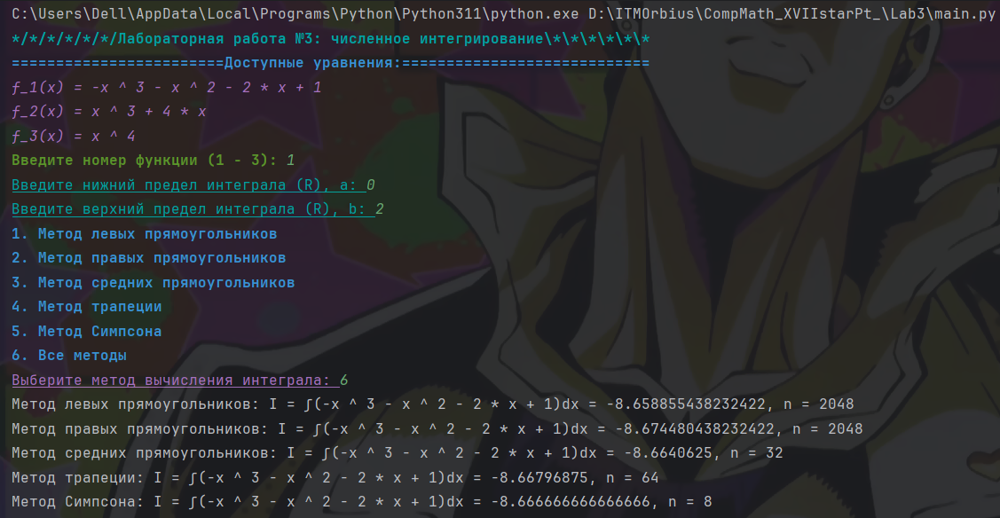 C:\Users\Dell\AppData\Local\Programs\Python\Python311\python.exe D:\ITMOrbius\CompMath_XVIIstarPt_\Lab3\main.py
*/*/*/*/*/*/Лабораторная работа №3: численное интегрирование\*\*\*\*\*\*
========================Доступные уравнения:============================
f_1(x) = -x ^ 3 - x ^ 2 - 2 * x + 1
f_2(x) = x ^ 3 + 4 * x
f_3(x) = x ^ 4
Введите номер функции (1 - 3): 1
Введите нижний предел интеграла (R), a: 0
Введите верхний предел интеграла (R), b: 2
1. Метод левых прямоугольников
2. Метод правых прямоугольников
3. Метод средних прямоугольников
4. Метод трапеции
5. Метод Симпсона
6. Все методы
Выберите метод вычисления интеграла: 6
Метод левых прямоугольников: I = ∫(-x ^ 3 - x ^ 2 - 2 * x + 1)dx = -8.658855438232422, n = 2048
Метод правых прямоугольников: I = ∫(-x ^ 3 - x ^ 2 - 2 * x + 1)dx = -8.674480438232422, n = 2048
Метод средних прямоугольников: I = ∫(-x ^ 3 - x ^ 2 - 2 * x + 1)dx = -8.6640625, n = 32
Метод трапеции: I = ∫(-x ^ 3 - x ^ 2 - 2 * x + 1)dx = -8.66796875, n = 64
Метод Симпсона: I = ∫(-x ^ 3 - x ^ 2 - 2 * x + 1)dx = -8.666666666666666, n = 8